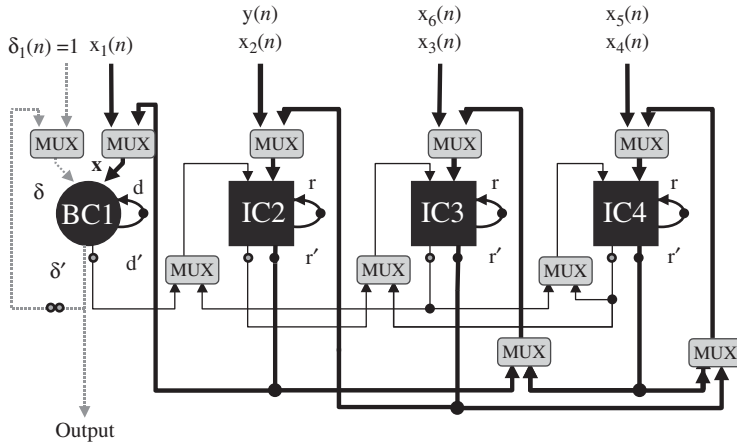 y(n) x₆(n) x₅(n)
δ₁(n) =1 x₁(n) x₂(n) x₃(n) x₄(n)
MUX MUX MUX MUX MUX
x
δ d r r r
BC1 IC2 IC3 IC4
δ′ d′ r′ r′ r′
MUX MUX MUX
MUX MUX
Output